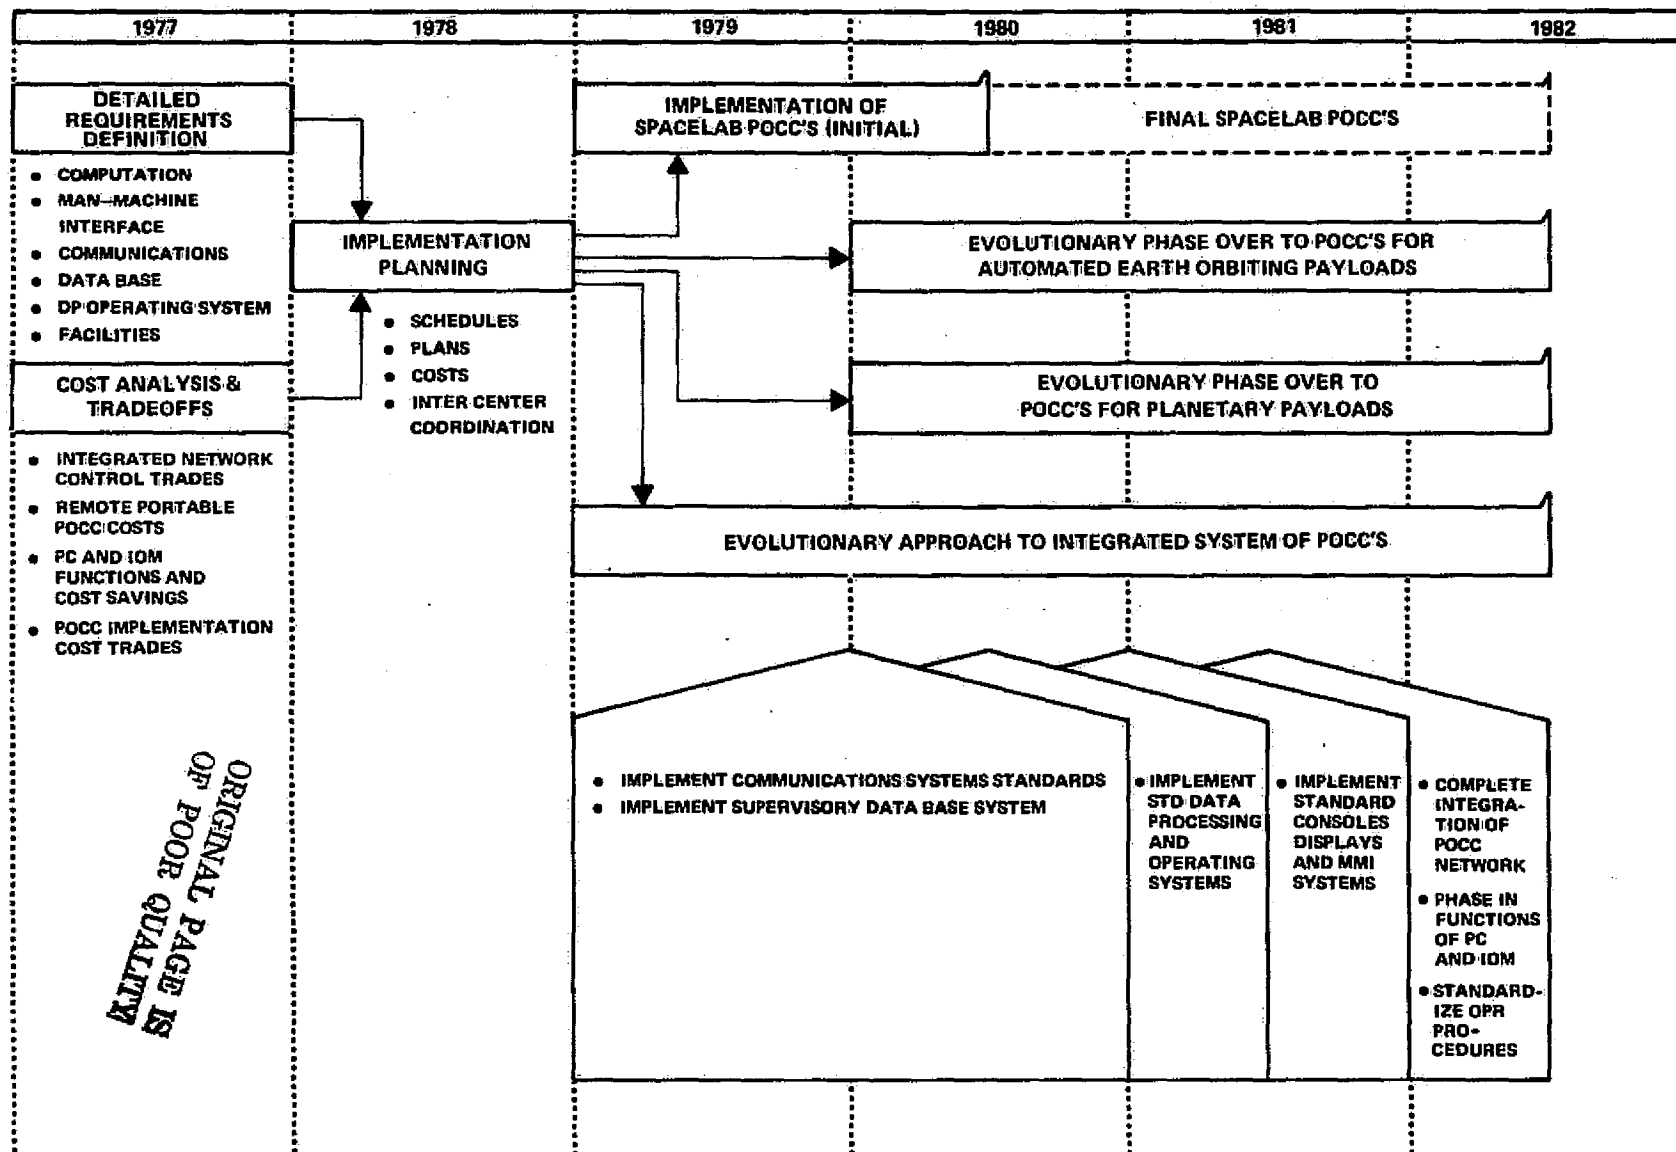 1977 1978 1979 1980 1981 1982
DETAILED
REQUIREMENTS
DEFINITION
• COMPUTATION
• MAN-MACHINE
INTERFACE
• COMMUNICATIONS
• DATA BASE
• DP OPERATING SYSTEM
• FACILITIES
COST ANALYSIS &
TRADEOFFS
• INTEGRATED NETWORK
CONTROL TRADES
• REMOTE PORTABLE
POCC COSTS
• PC AND IOM
FUNCTIONS AND
COST SAVINGS
• POCC IMPLEMENTATION
COST TRADES
IMPLEMENTATION
PLANNING
• SCHEDULES
• PLANS
• COSTS
• INTER CENTER
COORDINATION
IMPLEMENTATION OF
SPACELAB POCC'S (INITIAL)
FINAL SPACELAB POCC'S
EVOLUTIONARY PHASE OVER TO POCC'S FOR
AUTOMATED EARTH ORBITING PAYLOADS
EVOLUTIONARY PHASE OVER TO
POCC'S FOR PLANETARY PAYLOADS
EVOLUTIONARY APPROACH TO INTEGRATED SYSTEM OF POCC'S
• IMPLEMENT COMMUNICATIONS SYSTEMS STANDARDS
• IMPLEMENT SUPERVISORY DATA BASE SYSTEM
• IMPLEMENT
STD DATA
PROCESSING
AND
OPERATING
SYSTEMS
• IMPLEMENT
STANDARD
CONSOLES
DISPLAYS
AND MMI
SYSTEMS
• COMPLETE
INTEGRA-
TION OF
POCC
NETWORK
• PHASE IN
FUNCTIONS
OF PC
AND IOM
• STANDARD-
IZE OPR
PRO-
CEDURES
ORIGINAL PAGE IS
OF POOR QUALITY